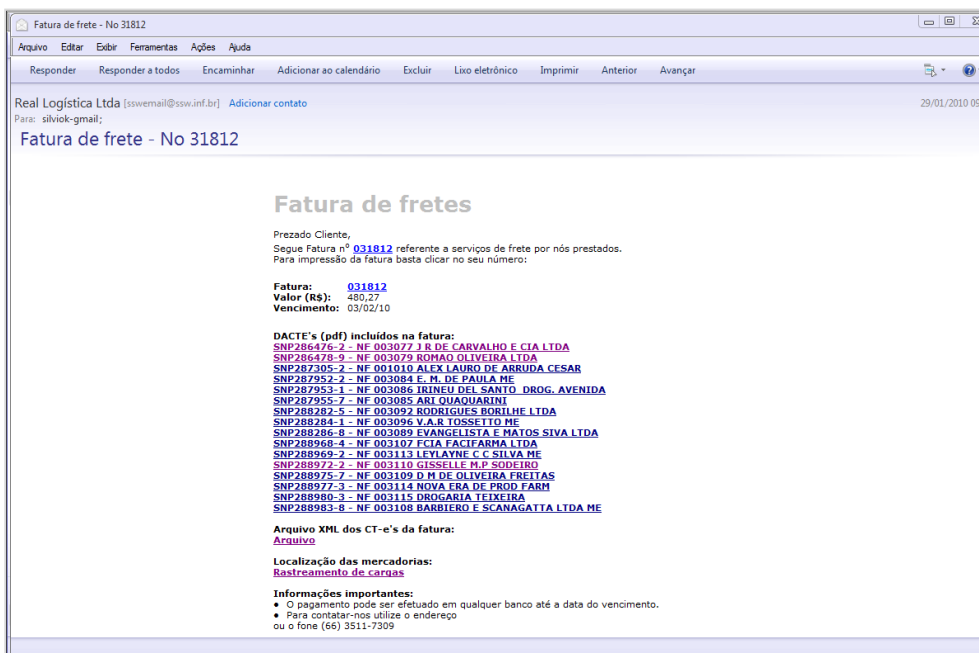 Fatura de frete - No 31812
Arquivo Editar Exibir Ferramentas Ações Ajuda
Responder Responder a todos Encaminhar Adicionar ao calendário Excluir Lixo eletrônico Imprimir Anterior Avançar
Real Logística Ltda [sswemail@ssw.inf.br] Adicionar contato 29/01/2010 09
Para: silviok-gmail;
Fatura de frete - No 31812
Fatura de fretes
Prezado Cliente,
Segue Fatura nº 031812 referente a serviços de frete por nós prestados.
Para impressão da fatura basta clicar no seu número:
Fatura: 031812
Valor (R$): 480,27
Vencimento: 03/02/10
DACTE's (pdf) incluídos na fatura:
SNP286476-2 - NF 003077 J R DE CARVALHO E CIA LTDA
SNP286478-9 - NF 003079 ROMAO OLIVEIRA LTDA
SNP287305-2 - NF 001010 ALEX LAURO DE ARRUDA CESAR
SNP287952-2 - NF 003084 E. M. DE PAULA ME
SNP287953-1 - NF 003086 IRINEU DEL SANTO DROG. AVENIDA
SNP287955-7 - NF 003085 ARI QUAQUARINI
SNP288282-5 - NF 003092 RODRIGUES BORILHE LTDA
SNP288284-1 - NF 003096 V.A.R TOSSETTO ME
SNP288286-8 - NF 003089 EVANGELISTA E MATOS SIVA LTDA
SNP288968-4 - NF 003107 FCIA FACIFARMA LTDA
SNP288969-2 - NF 003113 LEYLAYNE C C SILVA ME
SNP288972-2 - NF 003110 GISSELLE M.P SODEIRO
SNP288975-7 - NF 003109 D M DE OLIVEIRA FREITAS
SNP288977-3 - NF 003114 NOVA ERA DE PROD FARM
SNP288980-3 - NF 003115 DROGARIA TEIXEIRA
SNP288983-8 - NF 003108 BARBIERO E SCANAGATTA LTDA ME
Arquivo XML dos CT-e's da fatura:
Arquivo
Localização das mercadorias:
Rastreamento de cargas
Informações importantes:
● O pagamento pode ser efetuado em qualquer banco até a data do vencimento.
● Para contatar-nos utilize o endereço
ou o fone (66) 3511-7309